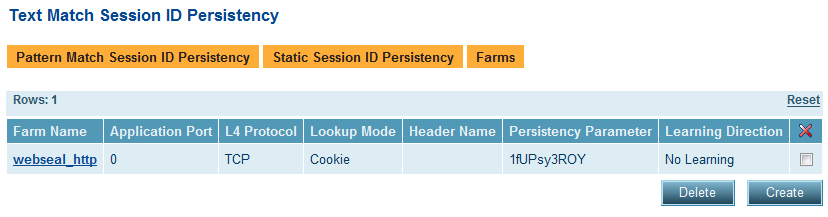 Text Match Session ID Persistency
Pattern Match Session ID Persistency Static Session ID Persistency Farms
Rows: 1 Reset
Farm Name Application Port L4 Protocol Lookup Mode Header Name Persistency Parameter Learning Direction
webseal_http 0 TCP Cookie 1fUPsy3ROY No Learning
Delete Create